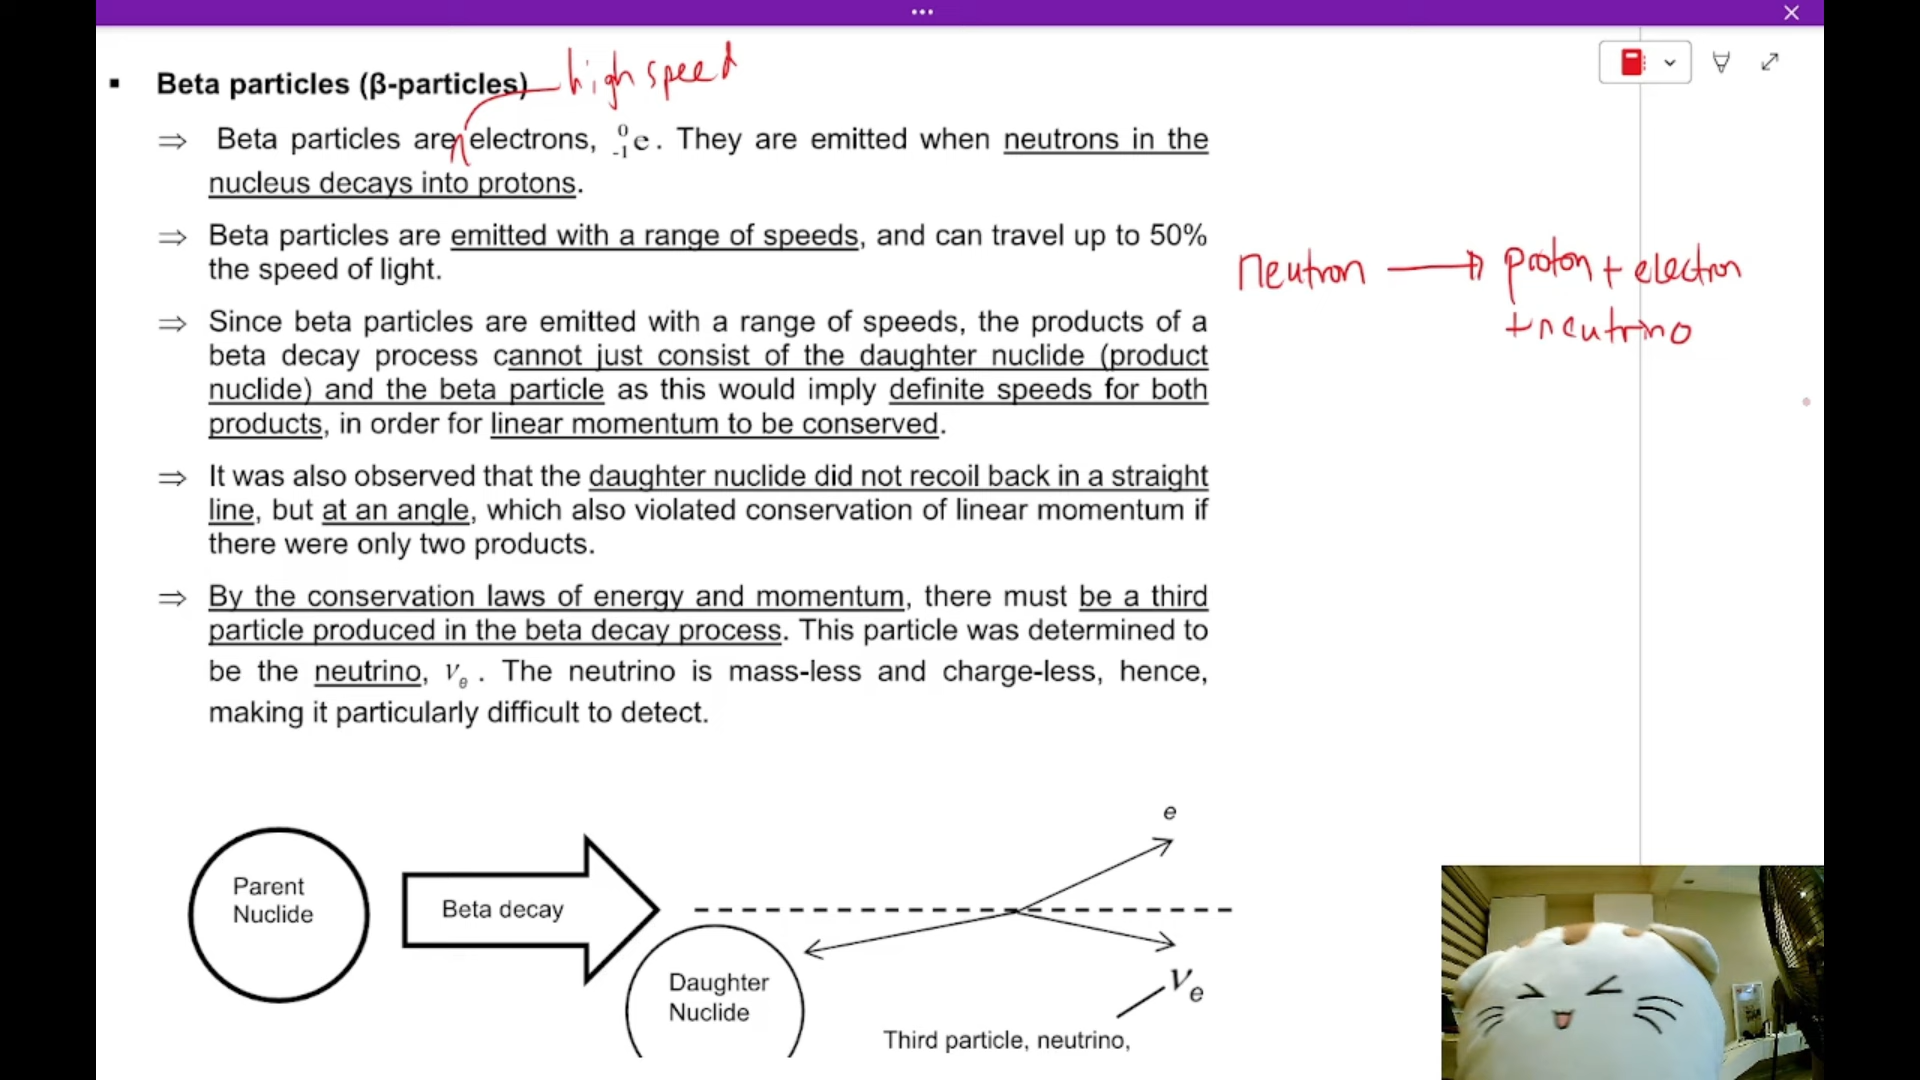 Beta particles (β-particles)
high speed
Beta particles are electrons, ⁰₋₁e. They are emitted when neutrons in the
nucleus decays into protons.
Beta particles are emitted with a range of speeds, and can travel up to 50%
the speed of light.
neutron → proton + electron
+ neutrino
Since beta particles are emitted with a range of speeds, the products of a
beta decay process cannot just consist of the daughter nuclide (product
nuclide) and the beta particle as this would imply definite speeds for both
products, in order for linear momentum to be conserved.
It was also observed that the daughter nuclide did not recoil back in a straight
line, but at an angle, which also violated conservation of linear momentum if
there were only two products.
By the conservation laws of energy and momentum, there must be a third
particle produced in the beta decay process. This particle was determined to
be the neutrino, νₑ. The neutrino is mass-less and charge-less, hence,
making it particularly difficult to detect.
e
Parent
Nuclide
Beta decay
Daughter
Nuclide
νₑ
Third particle, neutrino,